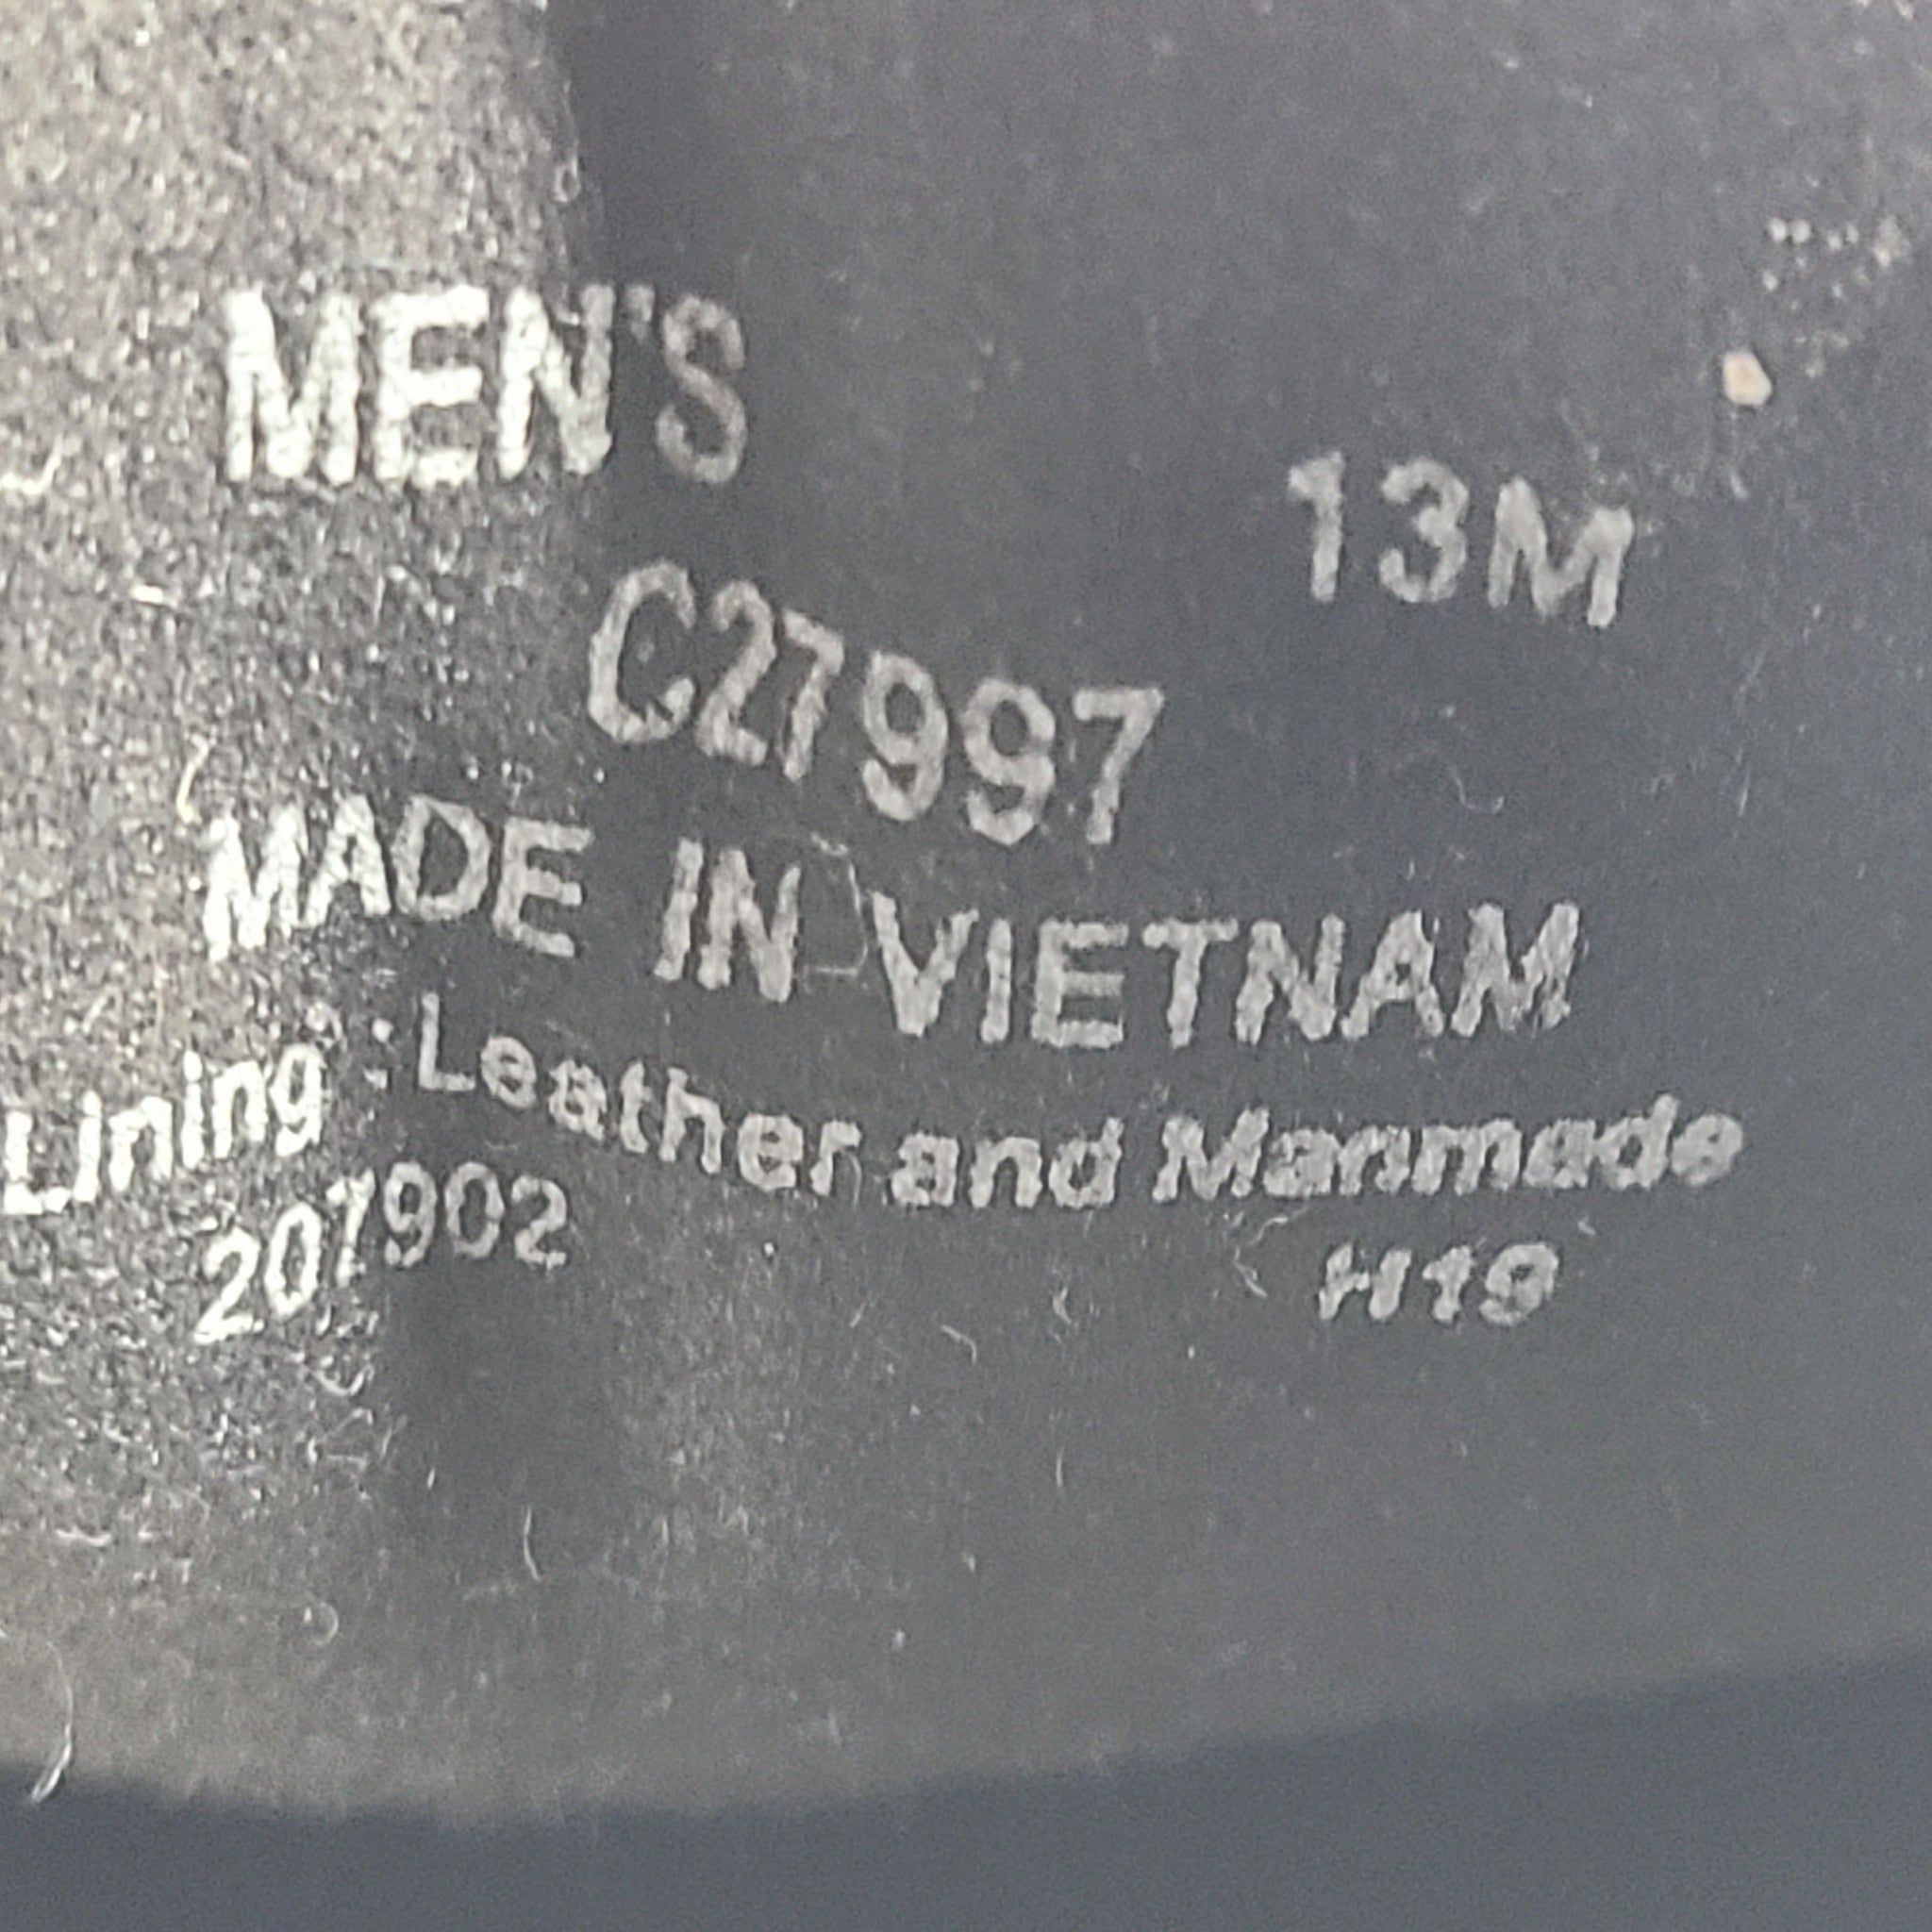 MEN'S 13M
C27997
MADE IN VIETNAM
Lining : Leather and Manmade
201902 H19